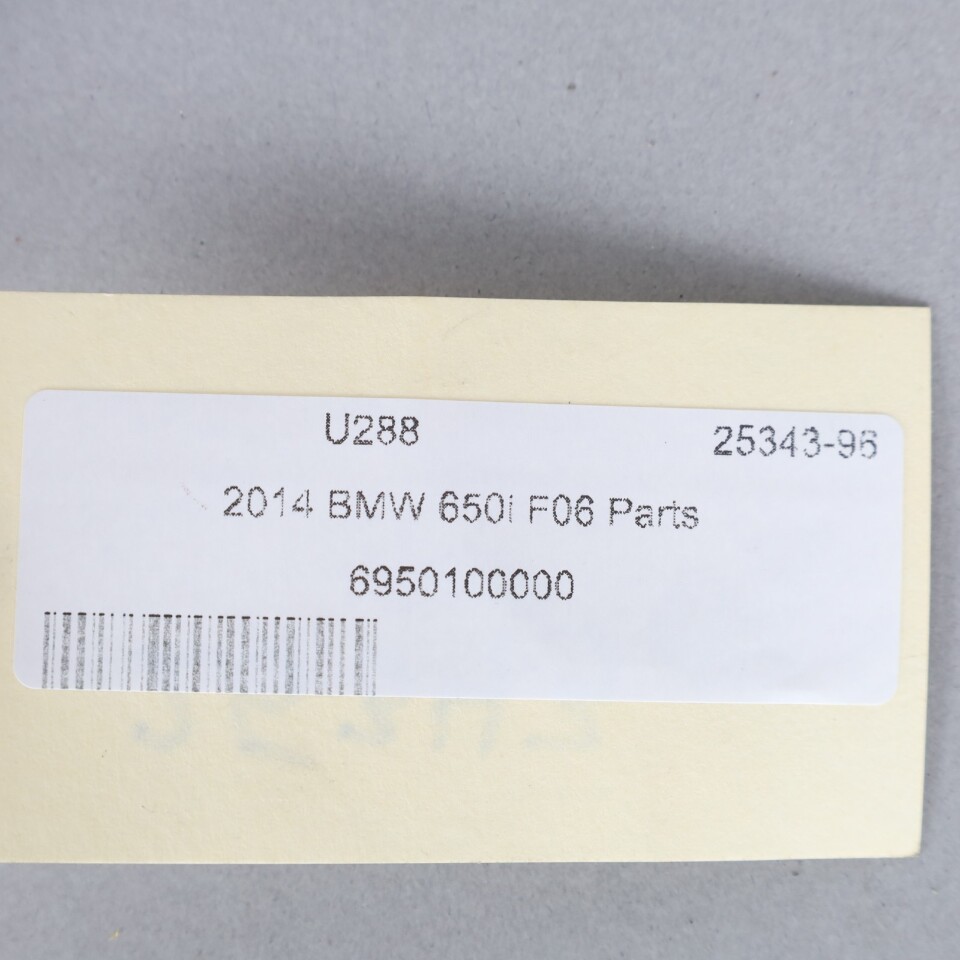 U288 25343-96
2014 BMW 650i F06 Parts
6950100000